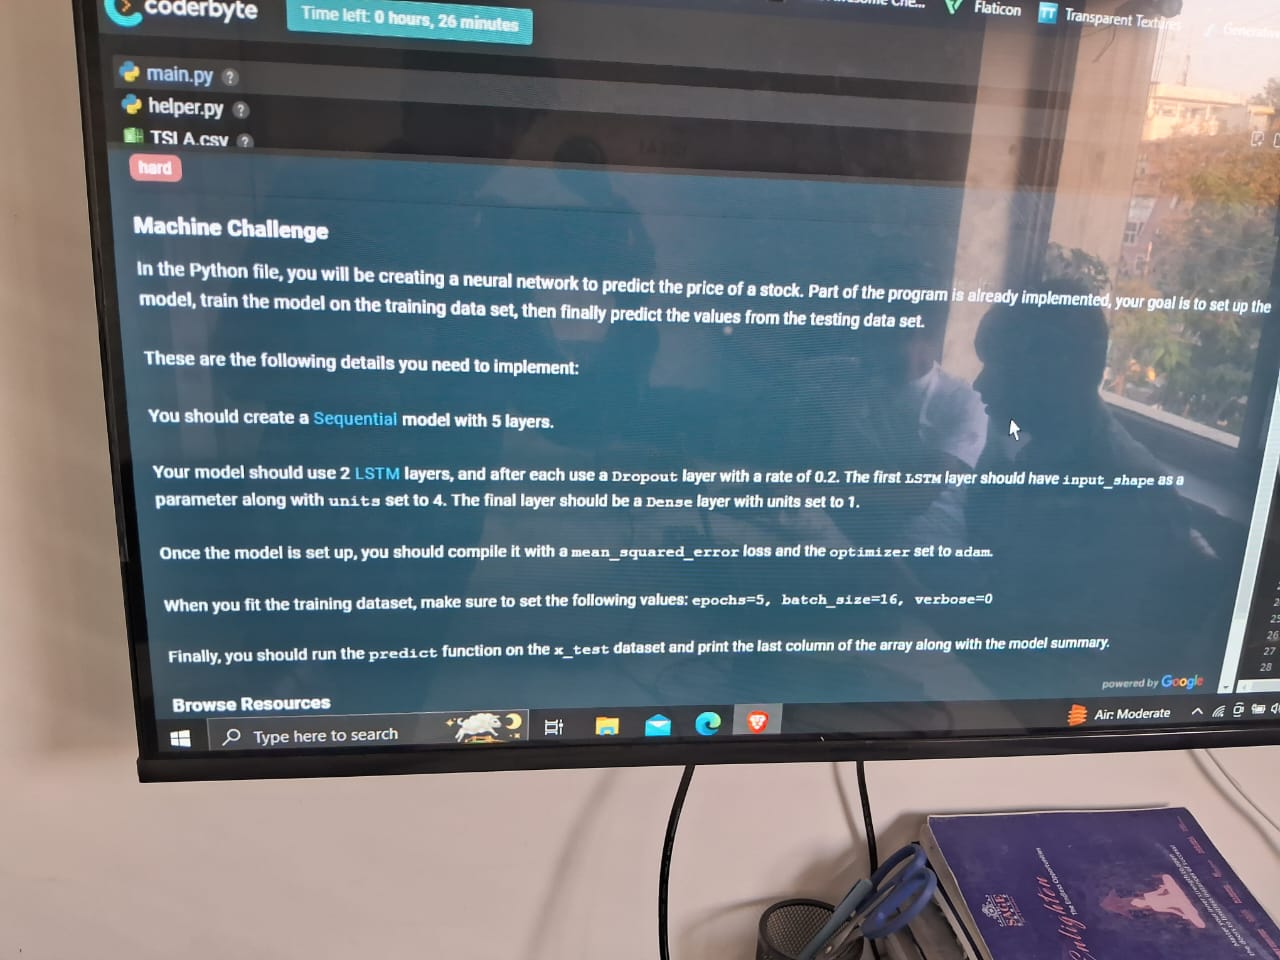 coderbyte
Time left: 0 hours, 26 minutes
Flaticon
TT Transparent Textures
main.py ?
helper.py ?
TSLA.csv ?
hard
Machine Challenge
In the Python file, you will be creating a neural network to predict the price of a stock. Part of the program is already implemented, your goal is to set up the
model, train the model on the training data set, then finally predict the values from the testing data set.
These are the following details you need to implement:
You should create a Sequential model with 5 layers.
Your model should use 2 LSTM layers, and after each use a Dropout layer with a rate of 0.2. The first LSTM layer should have input_shape as a
parameter along with units set to 4. The final layer should be a Dense layer with units set to 1.
Once the model is set up, you should compile it with a mean_squared_error loss and the optimizer set to adam.
When you fit the training dataset, make sure to set the following values: epochs=5, batch_size=16, verbose=0
Finally, you should run the predict function on the x_test dataset and print the last column of the array along with the model summary.
powered by Google
Browse Resources
26
27
28
Type here to search
Air: Moderate
Enlighten
The Endless Opportunities
SAGE